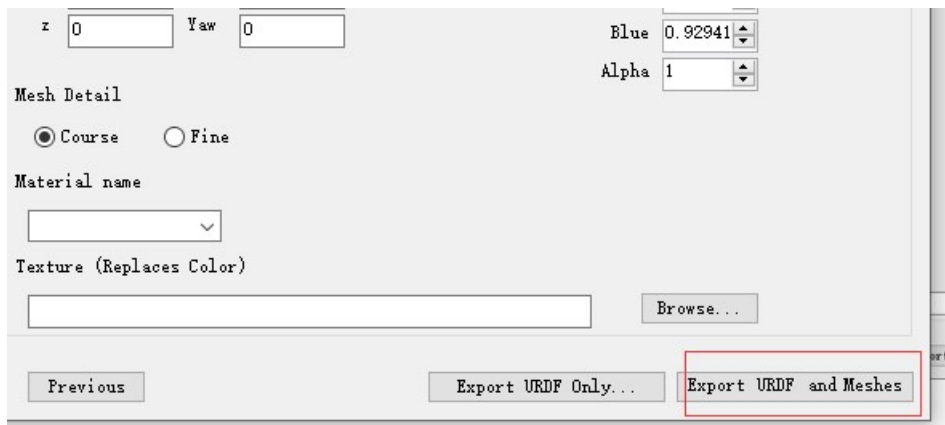 z 0 Yaw 0 Blue 0.92941
Alpha 1
Mesh Detail
Course Fine
Material name
Texture (Replaces Color)
Browse...
Previous Export URDF Only... Export URDF and Meshes